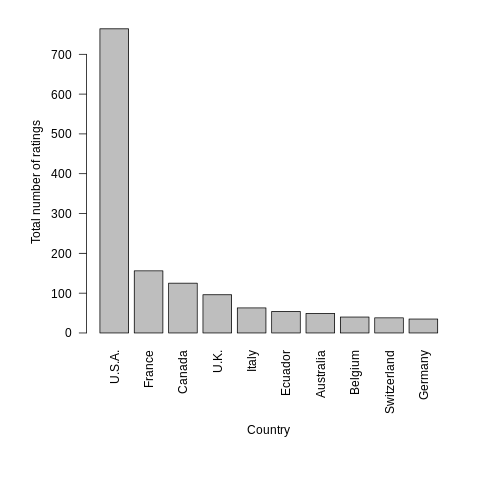 Total number of ratings
700
600
500
400
300
200
100
0
U.S.A.
France
Canada
U.K.
Italy
Ecuador
Australia
Belgium
Switzerland
Germany
Country